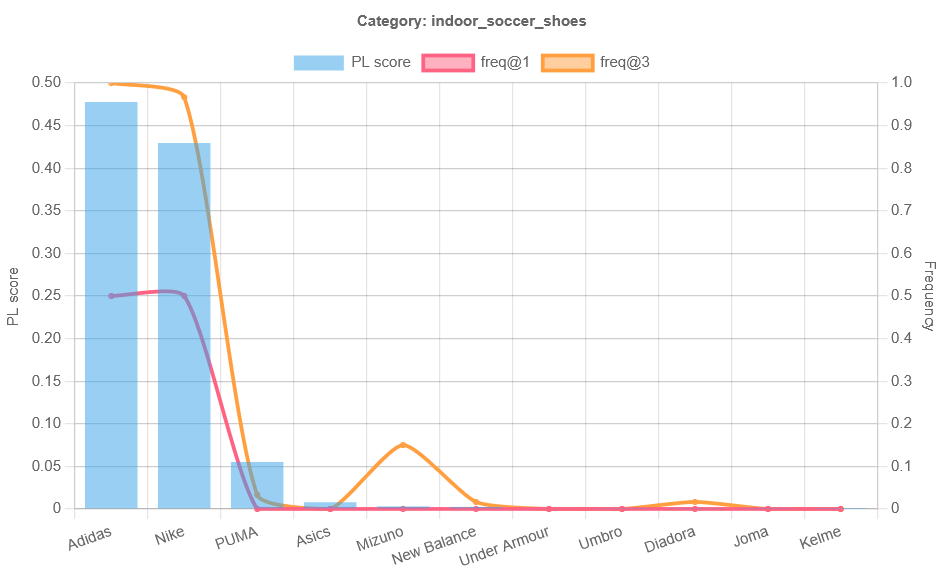 Category: indoor_soccer_shoes
PL score freq@1 freq@3
0.50 1.0
0.45 0.9
0.40 0.8
0.35 0.7
0.30 0.6
0.25 0.5
0.20 0.4
0.15 0.3
0.10 0.2
0.05 0.1
0 0
PL score
Frequency
Adidas Nike PUMA Asics Mizuno New Balance Under Armour Umbro Diadora Joma Kelme